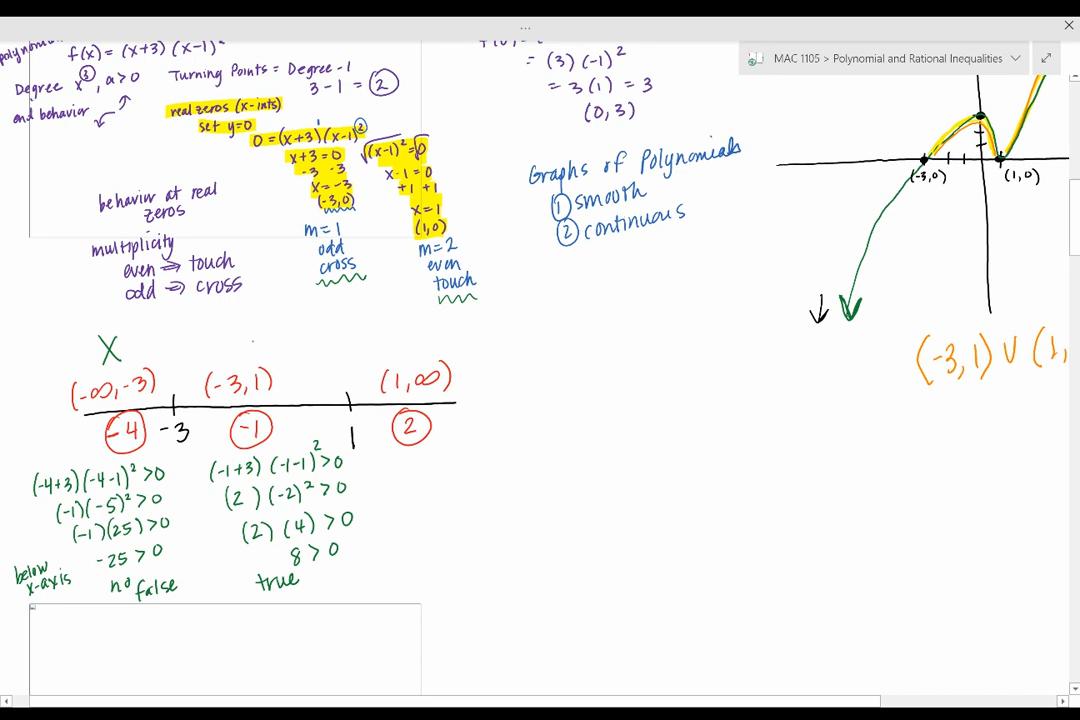 f(x) = (x+3) (x-1)²
Degree x³, a>0
end behavior
Turning Points = Degree -1
3 - 1 = 2
real zeros (x-ints)
set y=0
0 = (x+3)(x-1)²
x+3=0
-3 -3
x=-3
(-3,0)
m=1
odd
cross
√(x-1)² = √0
x-1=0
+1 +1
x=1
(1,0)
m=2
even
touch
behavior at real
zeros
multiplicity
even ⇒ touch
odd ⇒ cross
= (3) (-1)²
= 3 (1) = 3
(0, 3)
Graphs of Polynomials
① smooth
② continuous
MAC 1105 > Polynomial and Rational Inequalities
(-3,0)
(1,0)
(-3,1) ∪ (1,
X
(-∞,-3) (-3,1) (1,∞)
-4 -3 -1 1 2
(-4+3)(-4-1)² >0
(-1)(-5)² >0
(-1)(25) >0
-25 > 0
no false
below
x-axis
(-1+3) (-1-1)² >0
(2) (-2)² >0
(2) (4) > 0
8 > 0
true